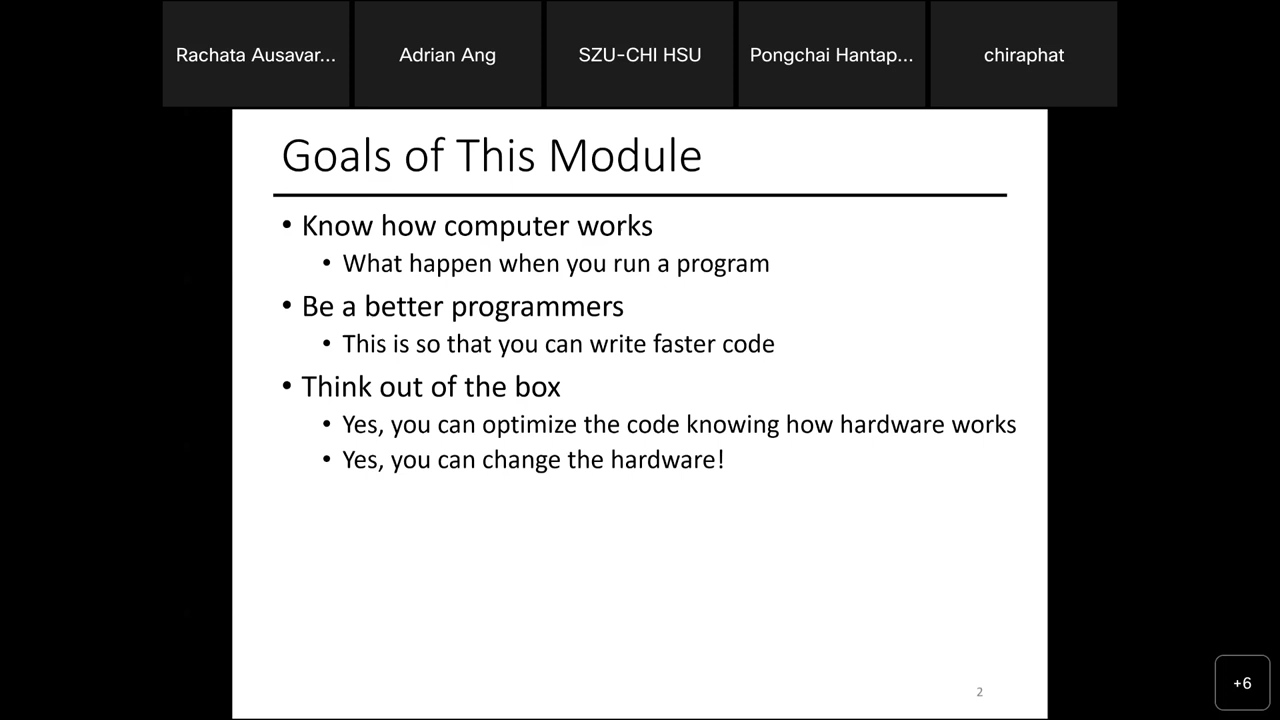 Rachata Ausavar...
Adrian Ang
SZU-CHI HSU
Pongchai Hantap...
chiraphat
Goals of This Module
• Know how computer works
• What happen when you run a program
• Be a better programmers
• This is so that you can write faster code
• Think out of the box
• Yes, you can optimize the code knowing how hardware works
• Yes, you can change the hardware!
2
+6